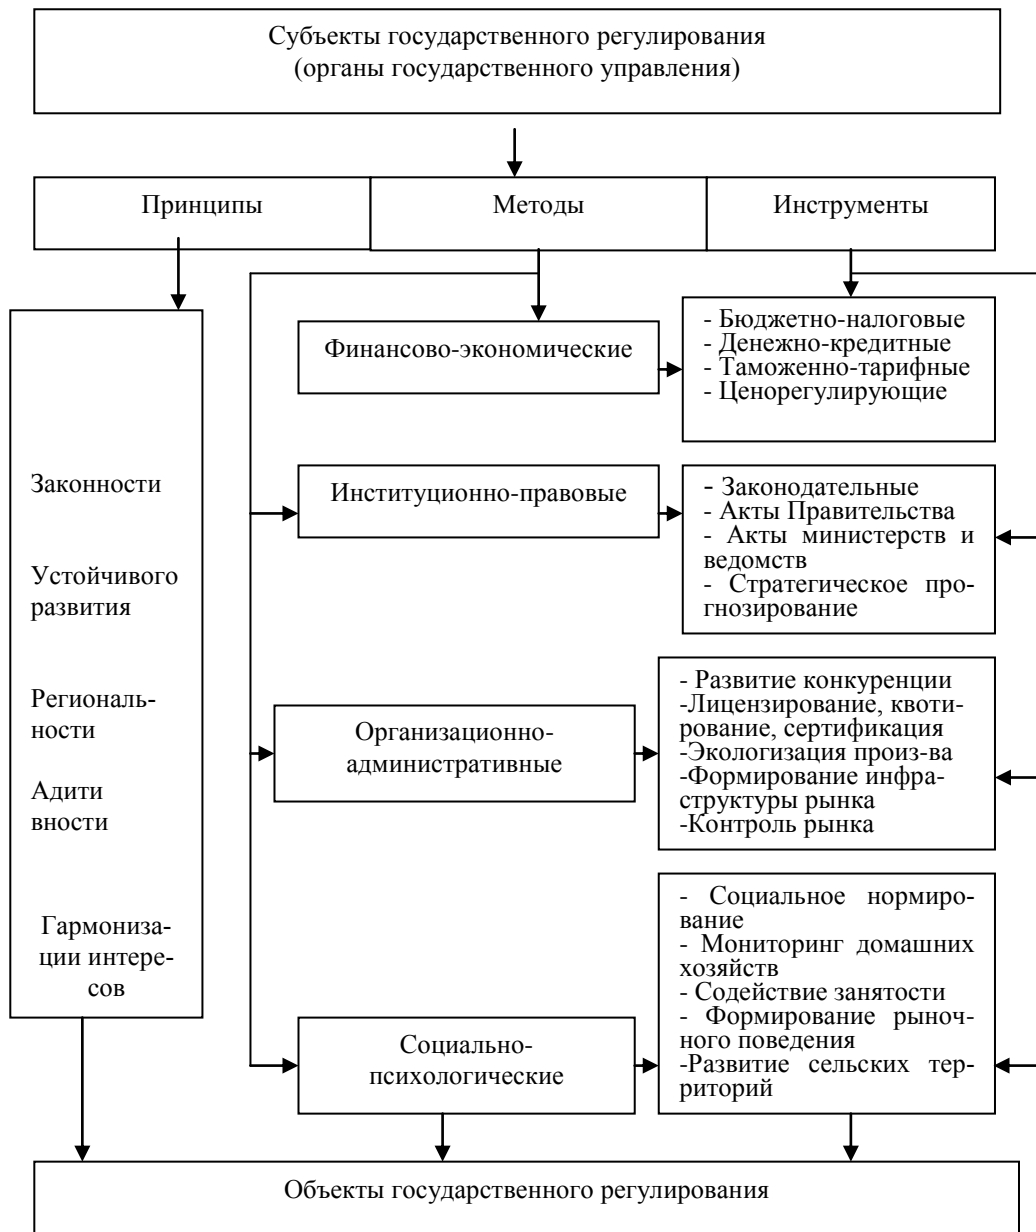 Субъекты государственного регулирования
(органы государственного управления)
Принципы
Методы
Инструменты
Законности
Устойчивого
развития
Региональ-
ности
Адити
вности
Гармониза-
ции интере-
сов
Финансово-экономические
- Бюджетно-налоговые
- Денежно-кредитные
- Таможенно-тарифные
- Ценорегулирующие
Институционно-правовые
- Законодательные
- Акты Правительства
- Акты министерств и
ведомств
- Стратегическое про-
гнозирование
Организационно-
административные
- Развитие конкуренции
-Лицензирование, квоти-
рование, сертификация
-Экологизация произ-ва
-Формирование инфра-
структуры рынка
-Контроль рынка
Социально-
психологические
- Социальное нормиро-
вание
- Мониторинг домашних
хозяйств
- Содействие занятости
- Формирование рыноч-
ного поведения
-Развитие сельских тер-
риторий
Объекты государственного регулирования